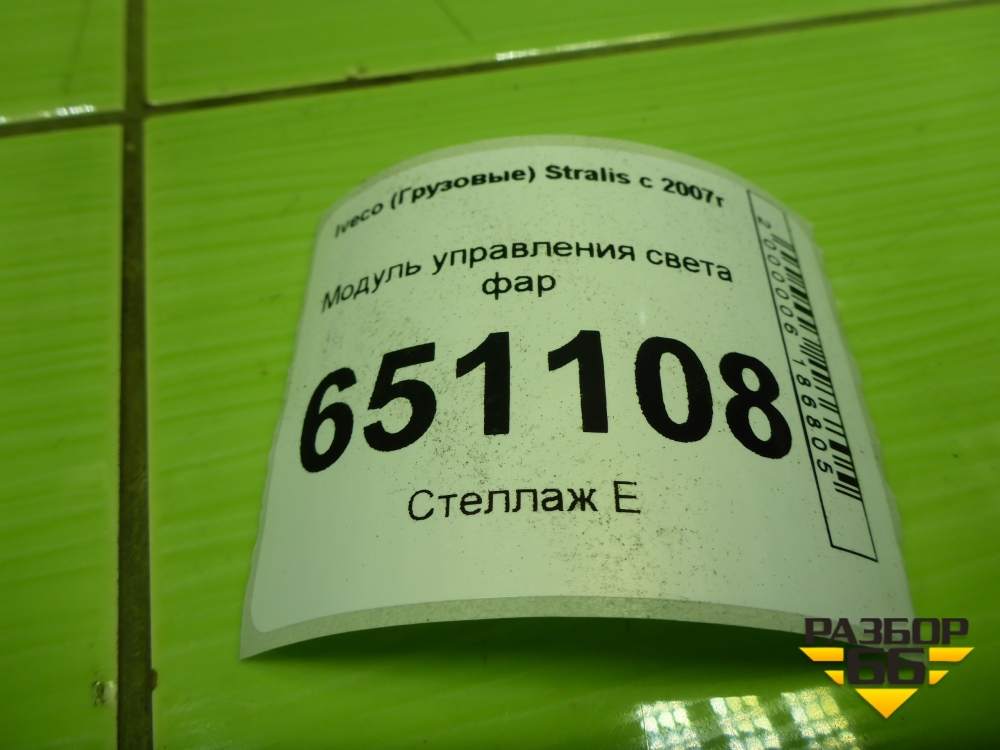 Iveco (Грузовые) Stralis с 2007г
Модуль управления света
фар
651108
Стеллаж Е
2000006186805
РАЗБОР
66